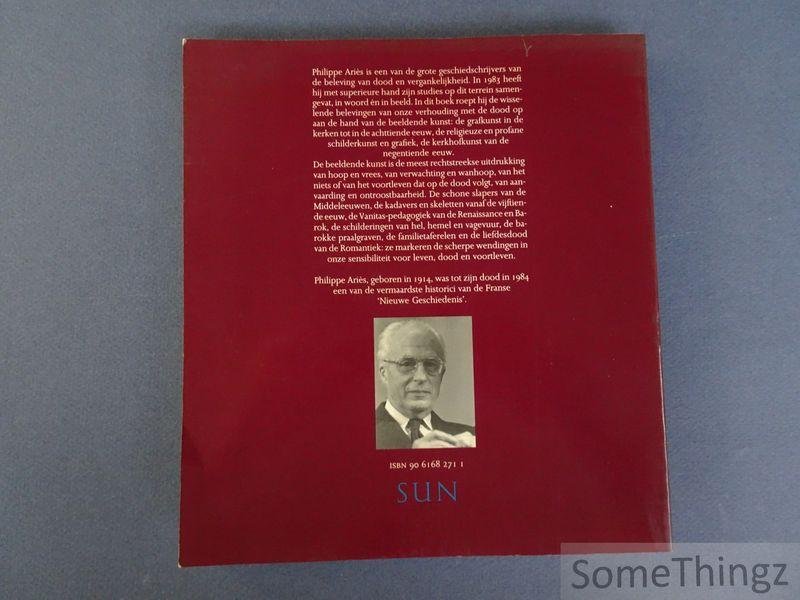 Philippe Ariès is een van de grote geschiedschrijvers van
de beleving van dood en vergankelijkheid. In 1983 heeft
hij met superieure hand zijn studies op dit terrein samen-
gevat, in woord én in beeld. In dit boek roept hij de wisse-
lende belevingen van onze verhouding met de dood op
aan de hand van de beeldende kunst: de grafkunst in de
kerken tot in de achttiende eeuw, de religieuze en profane
schilderkunst en grafiek, de kerkhofkunst van de
negentiende eeuw.
De beeldende kunst is de meest rechtstreekse uitdrukking
van hoop en vrees, van verwachting en wanhoop, van het
niets of van het voortleven dat op de dood volgt, van aan-
vaarding en ontroostbaarheid. De schone slapers van de
Middeleeuwen, de kadavers en skeletten vanaf de vijftien-
de eeuw, de Vanitas-pedagogiek van de Renaissance en Ba-
rok, de schilderingen van hel, hemel en vagevuur, de ba-
rokke praalgraven, de familietaferelen en de liefdesdood
van de Romantiek: ze markeren de scherpe wendingen in
onze sensibiliteit voor leven, dood en voortleven.
Philippe Ariès, geboren in 1914, was tot zijn dood in 1984
een van de vermaardste historici van de Franse
'Nieuwe Geschiedenis'.
ISBN 90 6168 271 1
SUN
SomeThingz